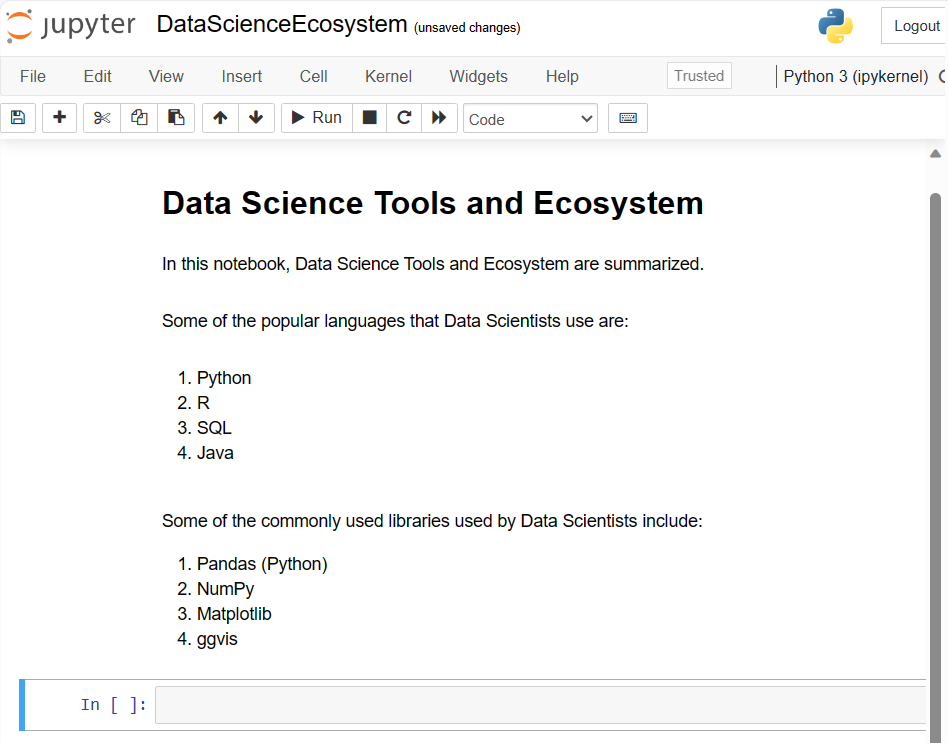 jupyter DataScienceEcosystem (unsaved changes) Logout
File Edit View Insert Cell Kernel Widgets Help Trusted Python 3 (ipykernel)
Run Code
Data Science Tools and Ecosystem
In this notebook, Data Science Tools and Ecosystem are summarized.
Some of the popular languages that Data Scientists use are:
1. Python
2. R
3. SQL
4. Java
Some of the commonly used libraries used by Data Scientists include:
1. Pandas (Python)
2. NumPy
3. Matplotlib
4. ggvis
In [ ]: